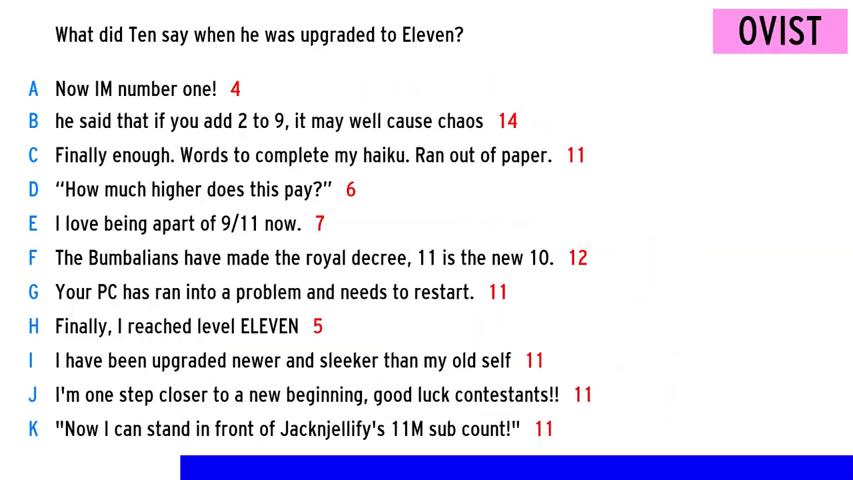 What did Ten say when he was upgraded to Eleven?
OVIST
A Now IM number one! 4
B he said that if you add 2 to 9, it may well cause chaos 14
C Finally enough. Words to complete my haiku. Ran out of paper. 11
D “How much higher does this pay?” 6
E I love being apart of 9/11 now. 7
F The Bumbalians have made the royal decree, 11 is the new 10. 12
G Your PC has ran into a problem and needs to restart. 11
H Finally, I reached level ELEVEN 5
I I have been upgraded newer and sleeker than my old self 11
J I'm one step closer to a new beginning, good luck contestants!! 11
K "Now I can stand in front of Jacknjellify's 11M sub count!" 11